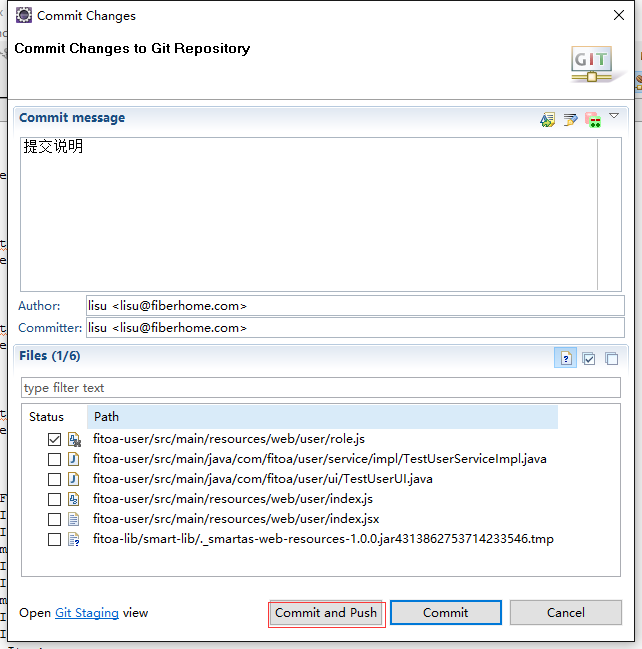 Commit Changes
Commit Changes to Git Repository
GIT
Commit message
提交说明
Author: lisu <lisu@fiberhome.com>
Committer: lisu <lisu@fiberhome.com>
Files (1/6)
type filter text
Status Path
fitoa-user/src/main/resources/web/user/role.js
fitoa-user/src/main/java/com/fitoa/user/service/impl/TestUserServiceImpl.java
fitoa-user/src/main/java/com/fitoa/user/ui/TestUserUI.java
fitoa-user/src/main/resources/web/user/index.js
fitoa-user/src/main/resources/web/user/index.jsx
fitoa-lib/smart-lib/._smartas-web-resources-1.0.0.jar4313862753714233546.tmp
Open Git Staging view
Commit and Push Commit Cancel